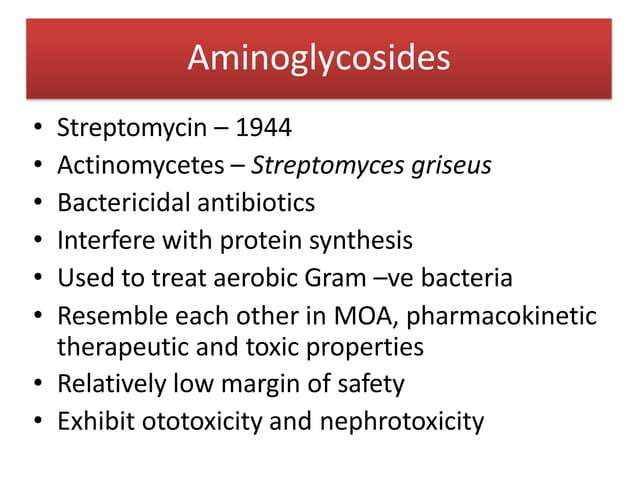 Aminoglycosides
• Streptomycin – 1944
• Actinomycetes – Streptomyces griseus
• Bactericidal antibiotics
• Interfere with protein synthesis
• Used to treat aerobic Gram –ve bacteria
• Resemble each other in MOA, pharmacokinetic
therapeutic and toxic properties
• Relatively low margin of safety
• Exhibit ototoxicity and nephrotoxicity